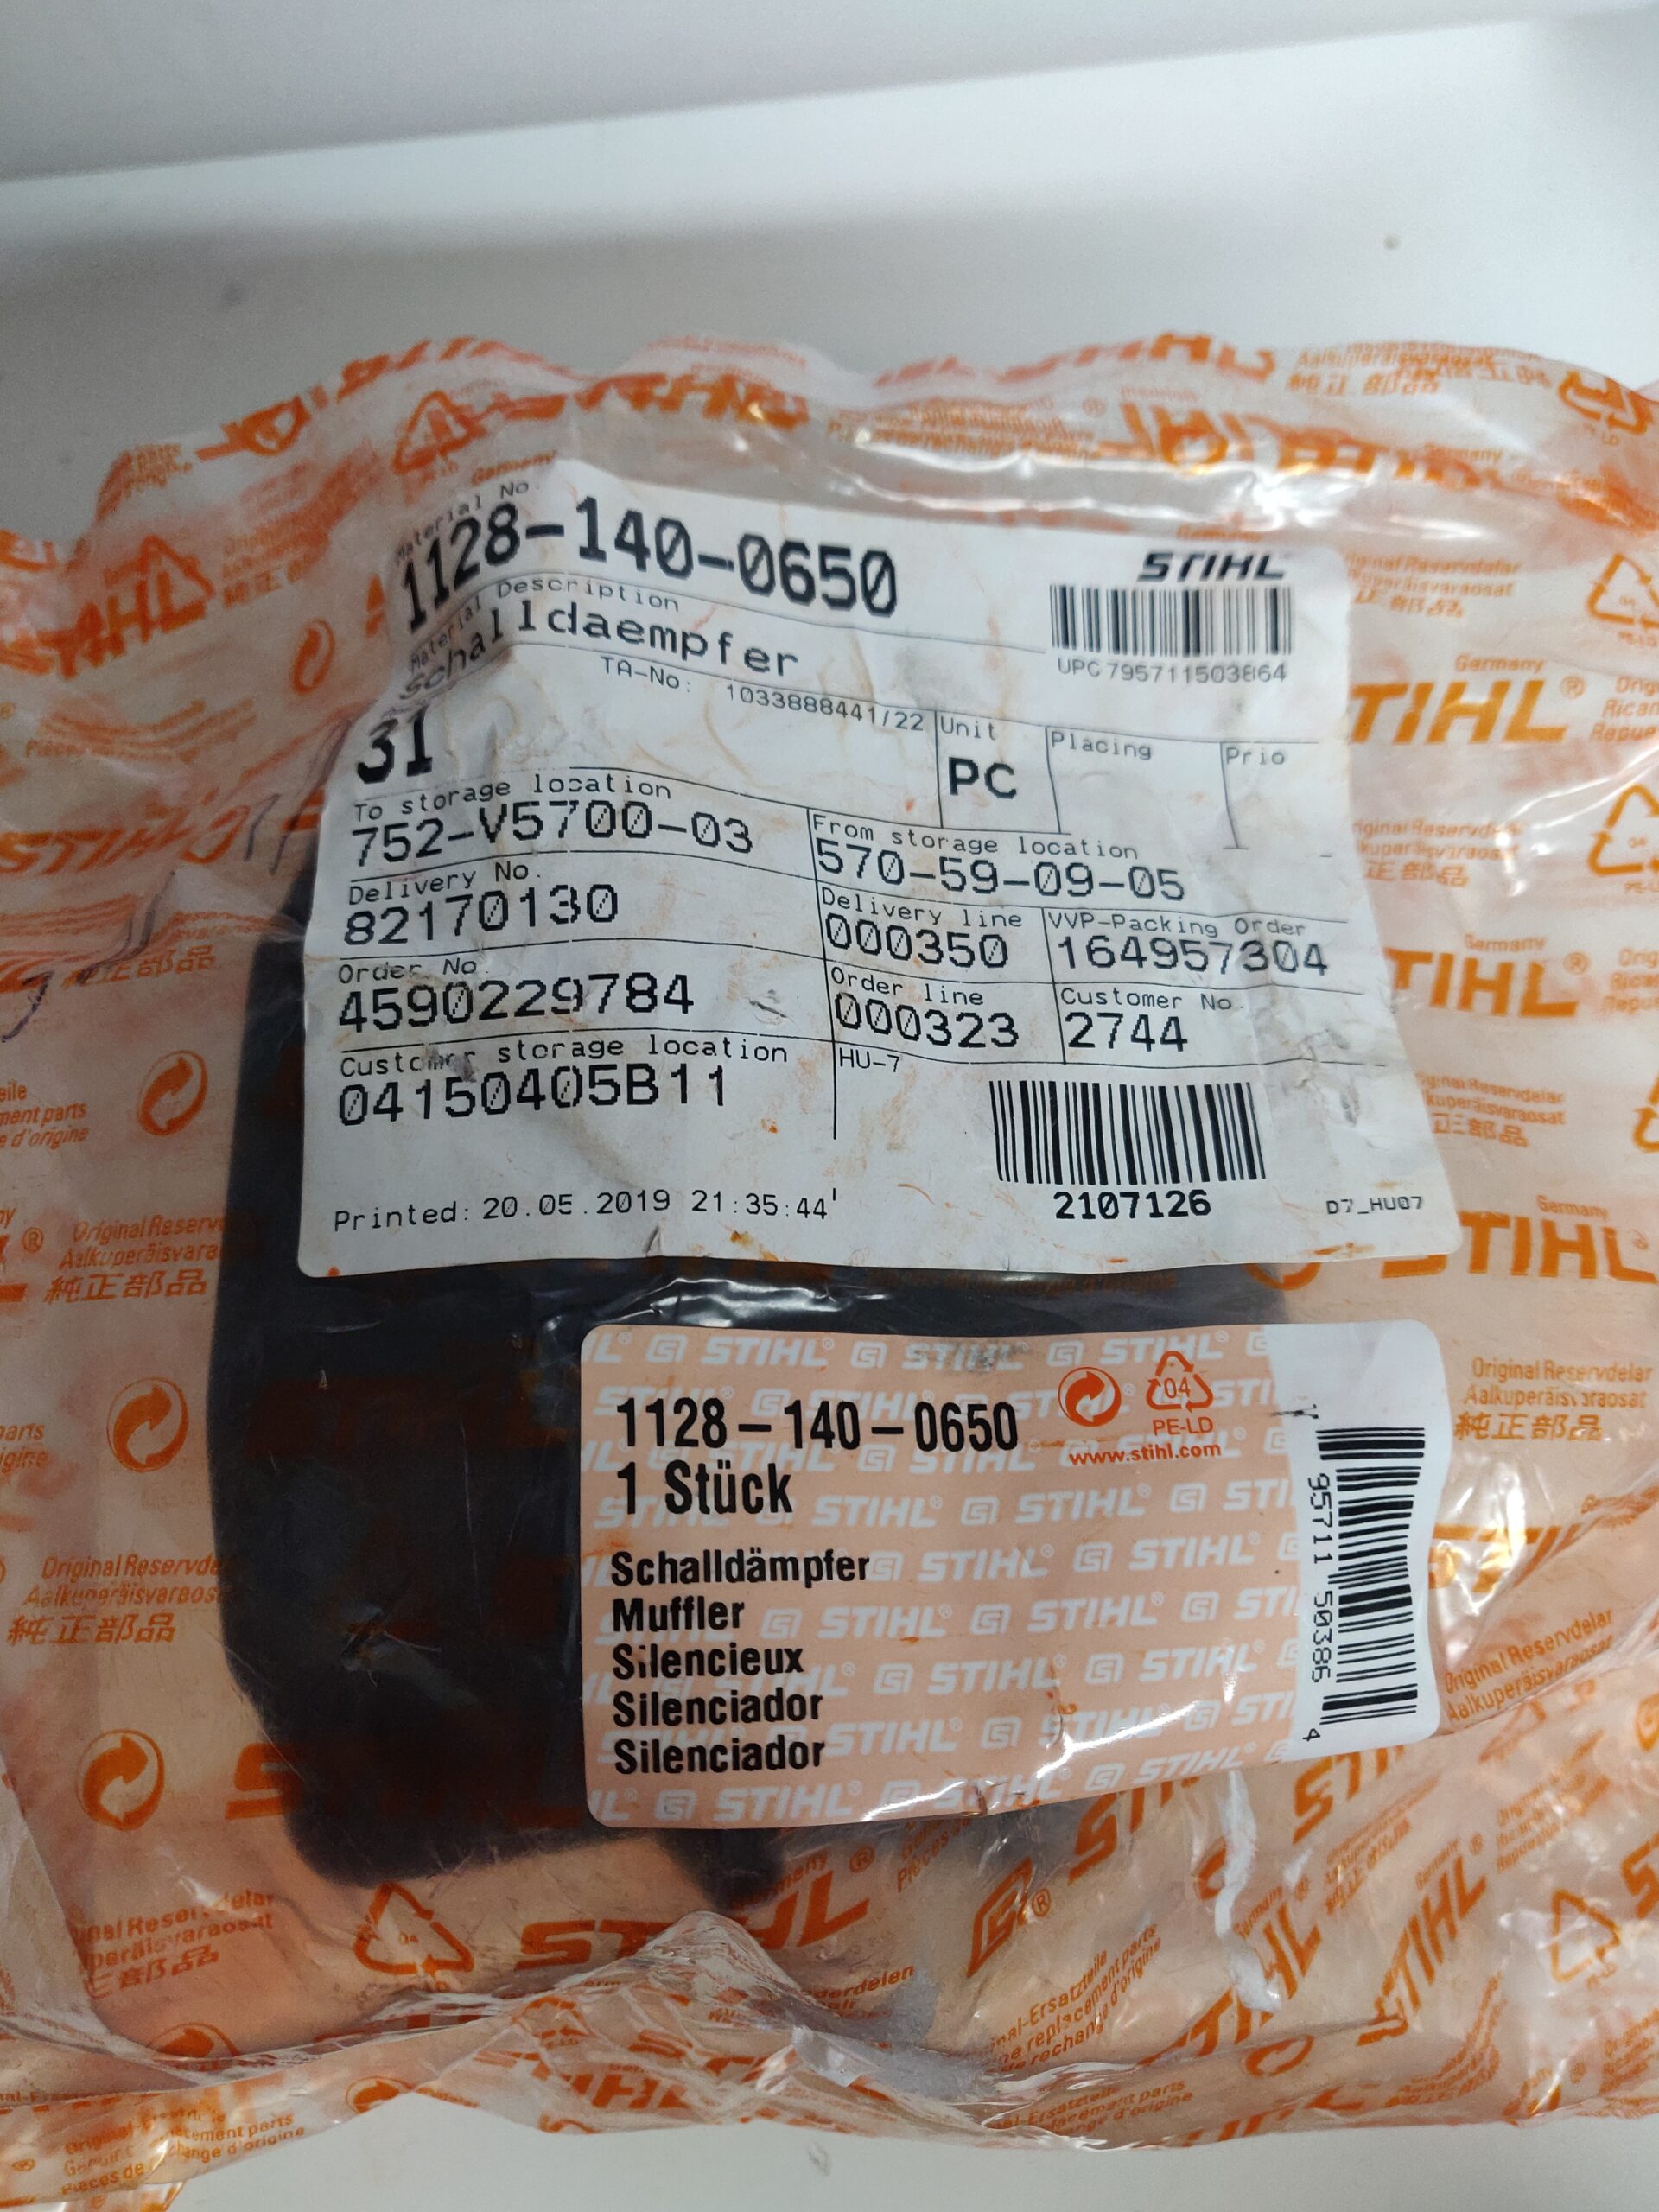 Material No.
1128-140-0650
STIHL
Material Description
Schalldaempfer
UPC 795711503864
TA-No: 1033888441/22
31
Unit
PC
Placing
Prio
To storage location
752-V5700-03
From storage location
570-59-09-05
Delivery No.
82170130
Delivery line
000350
VVP-Packing Order
164957304
Order No.
4590229784
Order line
000323
Customer No.
2744
Customer storage location
04150405B11
HU-7
2107126
Printed: 20.05.2019 21:35:44
D7_HU07
1128-140-0650
1 Stück
04
PE-LD
www.stihl.com
Schalldämpfer
Muffler
Silencieux
Silenciador
Silenciador
95711 50386 4
Germany
STIHL®
Original Reservdelar
Aalkuperäisvaraosat
純正部品